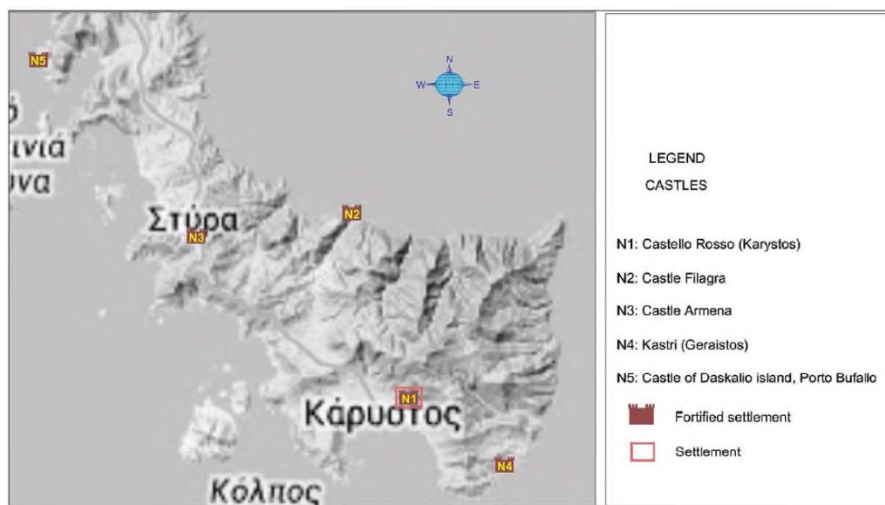 N5
N
W E
S
ό
ινιά
υνα
Στύρα
N2
N3
N1
Κάρυστος
N4
Κόλπος
LEGEND
CASTLES
N1: Castello Rosso (Karystos)
N2: Castle Filagra
N3: Castle Armena
N4: Kastri (Geraistos)
N5: Castle of Daskalio island, Porto Bufallo
Fortified settlement
Settlement